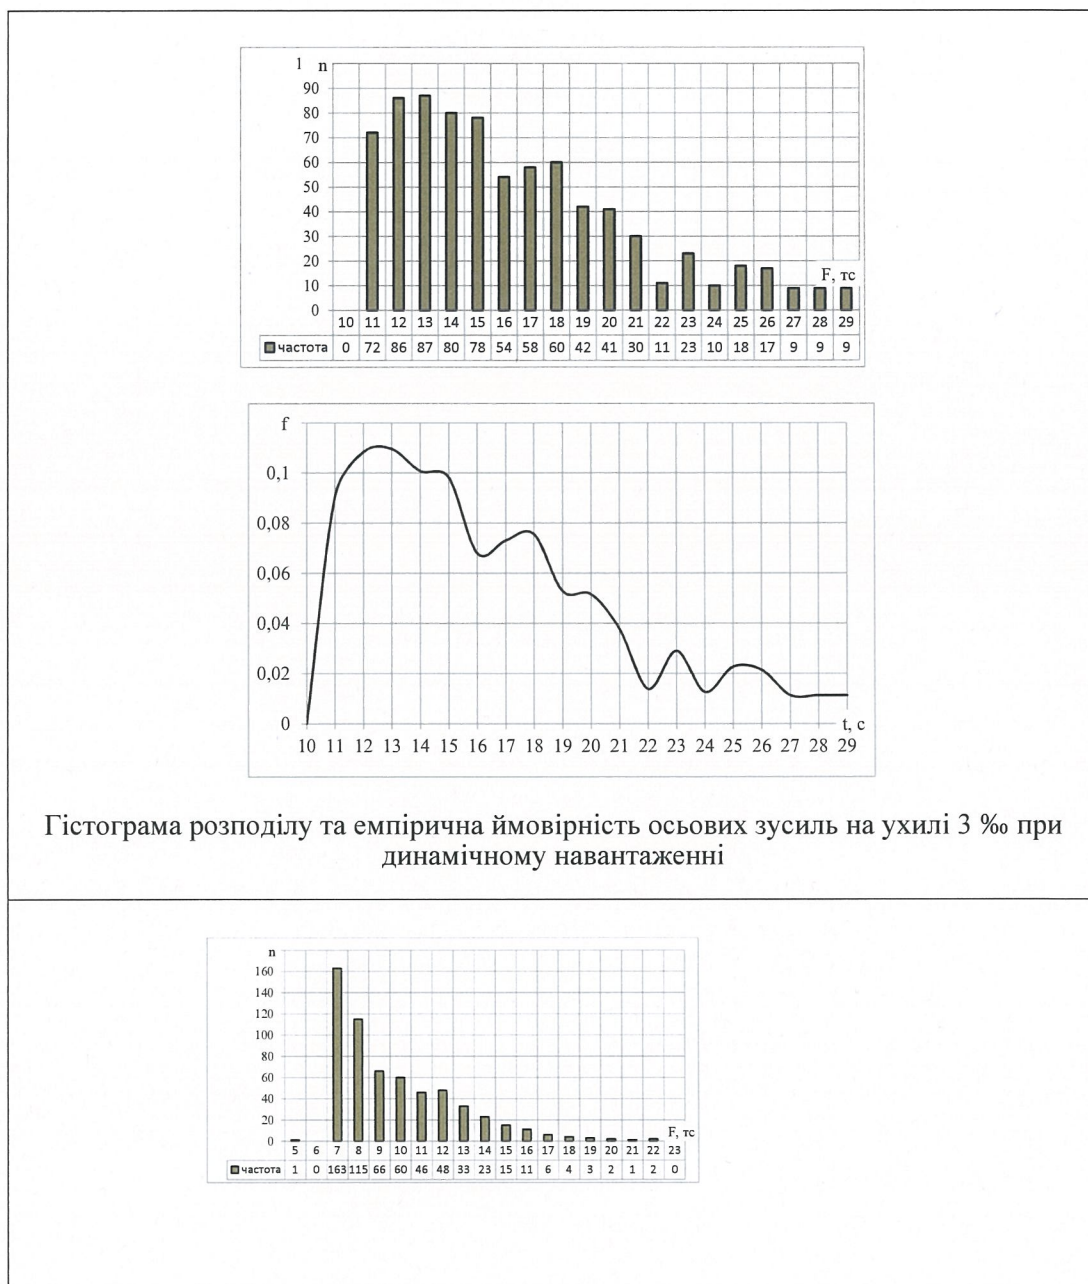 1 n
90
80
70
60
50
40
30
20
10
0
F, тс
10 11 12 13 14 15 16 17 18 19 20 21 22 23 24 25 26 27 28 29
частота 0 72 86 87 80 78 54 58 60 42 41 30 11 23 10 18 17 9 9 9
f
0,1
0,08
0,06
0,04
0,02
0
t, с
10 11 12 13 14 15 16 17 18 19 20 21 22 23 24 25 26 27 28 29
Гістограма розподілу та емпірична ймовірність осьових зусиль на ухилі 3 ‰ при
динамічному навантаженні
n
160
140
120
100
80
60
40
20
0
F, тс
5 6 7 8 9 10 11 12 13 14 15 16 17 18 19 20 21 22 23
частота 1 0 163 115 66 60 46 48 33 23 15 11 6 4 3 2 1 2 0